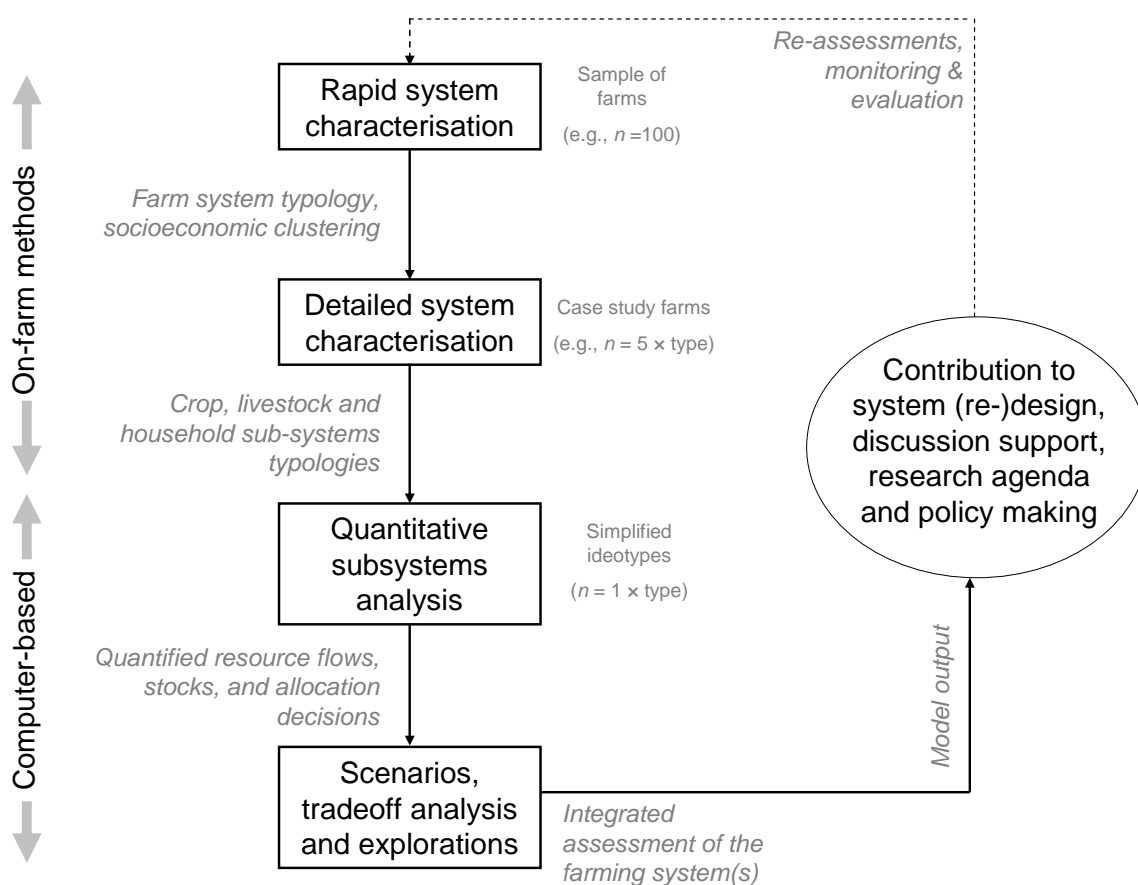 Re-assessments,
monitoring &
evaluation
Rapid system
characterisation
Sample of
farms
(e.g., n =100)
On-farm methods
Farm system typology,
socioeconomic clustering
Detailed system
characterisation
Case study farms
(e.g., n = 5 × type)
Contribution to
system (re-)design,
discussion support,
research agenda
and policy making
Crop, livestock and
household sub-systems
typologies
Quantitative
subsystems
analysis
Simplified
ideotypes
(n = 1 × type)
Computer-based
Quantified resource flows,
stocks, and allocation
decisions
Model output
Scenarios,
tradeoff analysis
and explorations
Integrated
assessment of the
farming system(s)